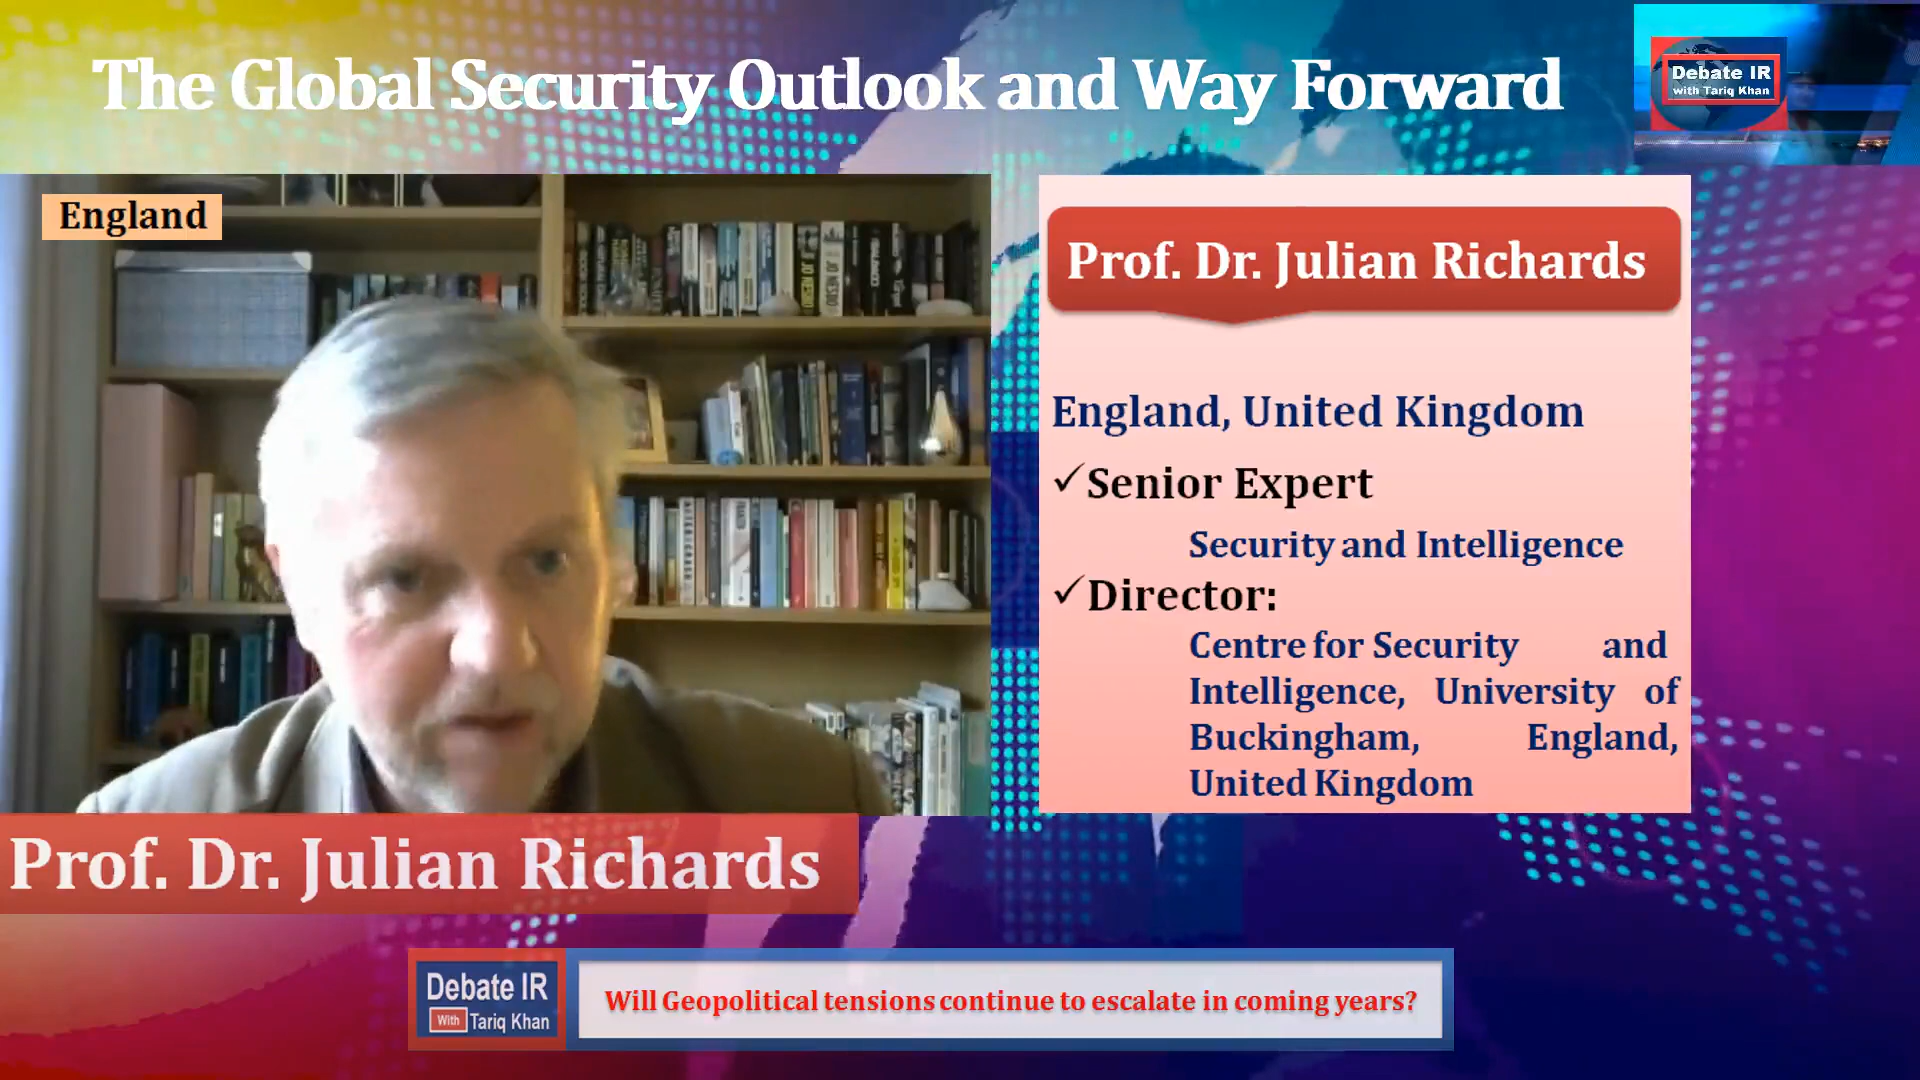 The Global Security Outlook and Way Forward
Debate IR
with Tariq Khan
England
Prof. Dr. Julian Richards
England, United Kingdom
✓Senior Expert
Security and Intelligence
✓Director:
Centre for Security and
Intelligence, University of
Buckingham, England,
United Kingdom
Prof. Dr. Julian Richards
Debate IR
With Tariq Khan
Will Geopolitical tensions continue to escalate in coming years?